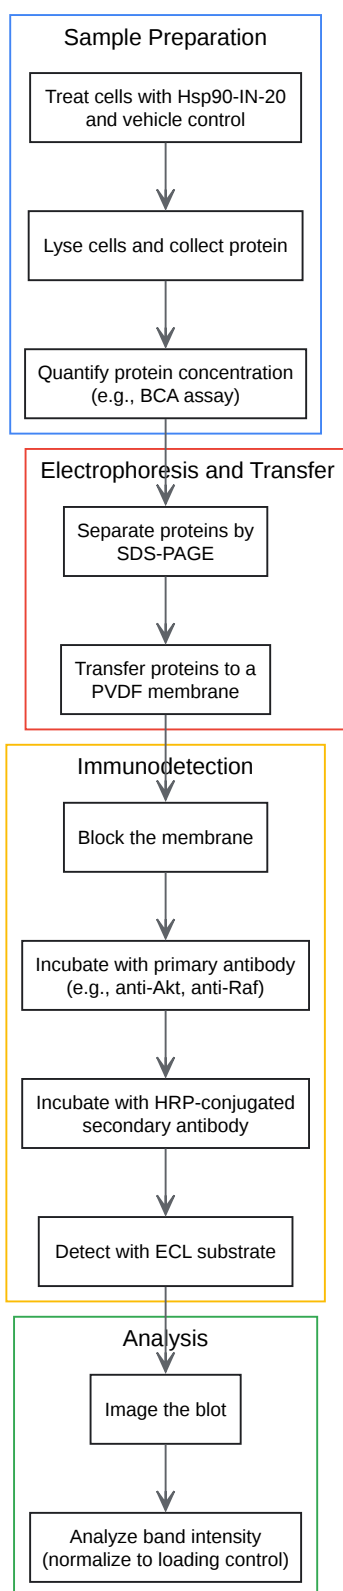 Sample Preparation
Treat cells with Hsp90-IN-20
and vehicle control
Lyse cells and collect protein
Quantify protein concentration
(e.g., BCA assay)
Electrophoresis and Transfer
Separate proteins by
SDS-PAGE
Transfer proteins to a
PVDF membrane
Immunodetection
Block the membrane
Incubate with primary antibody
(e.g., anti-Akt, anti-Raf)
Incubate with HRP-conjugated
secondary antibody
Detect with ECL substrate
Analysis
Image the blot
Analyze band intensity
(normalize to loading control)